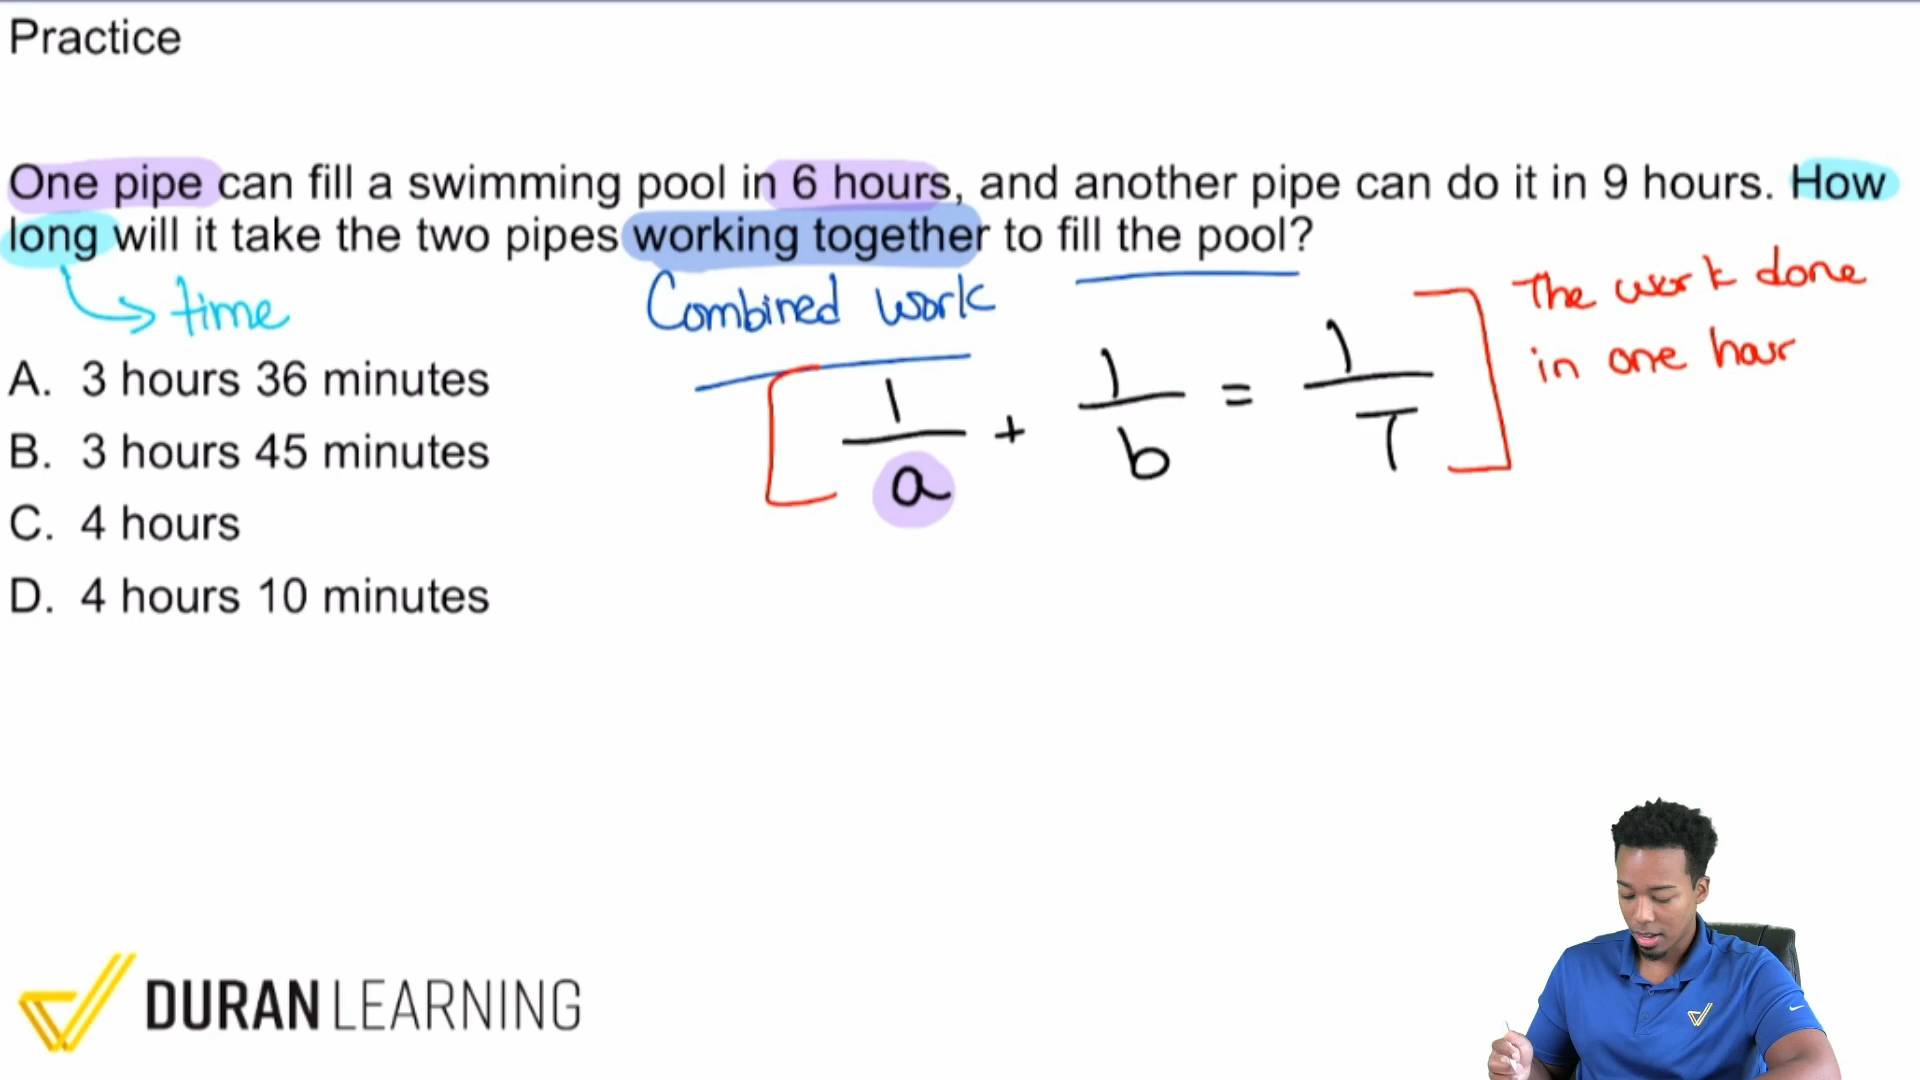 Practice
One pipe can fill a swimming pool in 6 hours, and another pipe can do it in 9 hours. How
long will it take the two pipes working together to fill the pool?
time
Combined work
The work done
in one hour
1/a + 1/b = 1/T
A. 3 hours 36 minutes
B. 3 hours 45 minutes
C. 4 hours
D. 4 hours 10 minutes
DURAN LEARNING